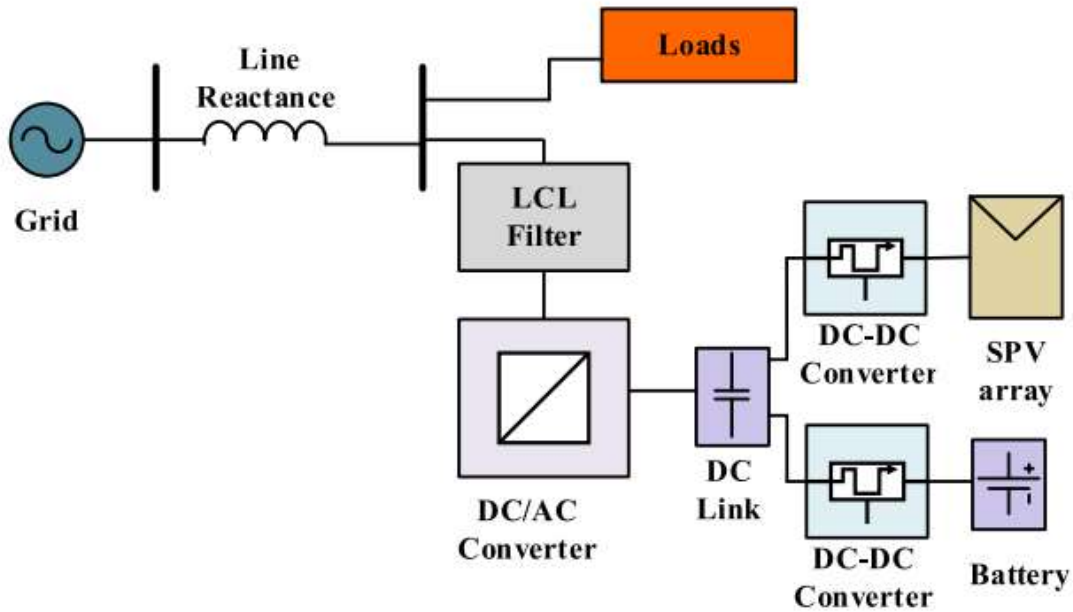 Loads
Line
Reactance
Grid
LCL
Filter
DC-DC
Converter
SPV
array
DC
Link
DC/AC
Converter
DC-DC
Converter
Battery